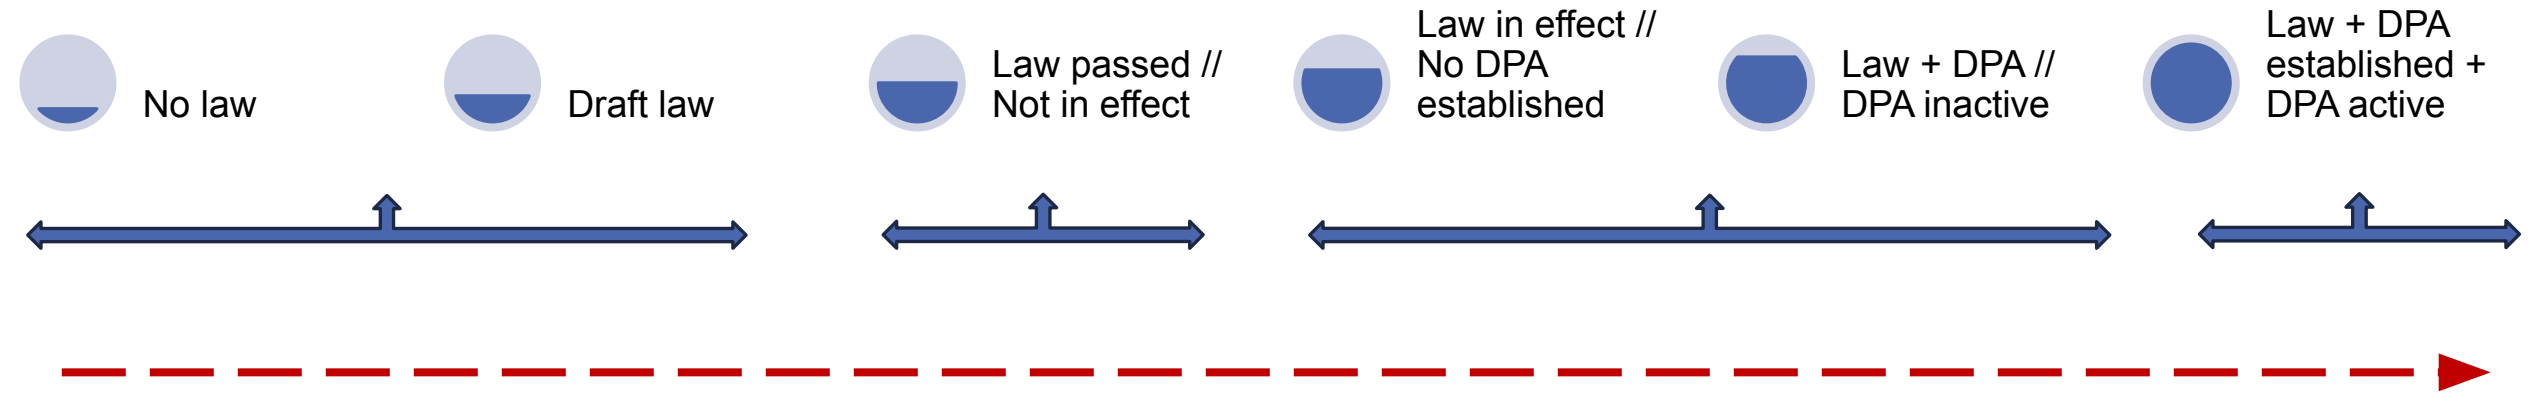 No law
Draft law
Law passed //
Not in effect
Law in effect //
No DPA
established
Law + DPA //
DPA inactive
Law + DPA
established +
DPA active